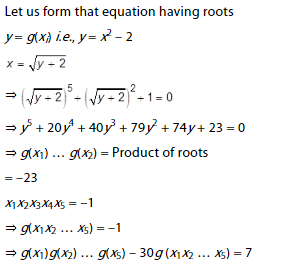 Let us form that equation having roots
y = g(xᵢ) i.e., y = x² – 2
x = √(y + 2)
⇒ (√(y + 2))⁵ + (√(y + 2))² + 1 = 0
⇒ y⁵ + 20y⁴ + 40y³ + 79y² + 74y + 23 = 0
⇒ g(x₁) ... g(x₂) = Product of roots
= –23
x₁x₂x₃x₄x₅ = –1
⇒ g(x₁x₂ ... x₅) = –1
⇒ g(x₁)g(x₂) ... g(x₅) – 30g (x₁x₂ ... x₅) = 7